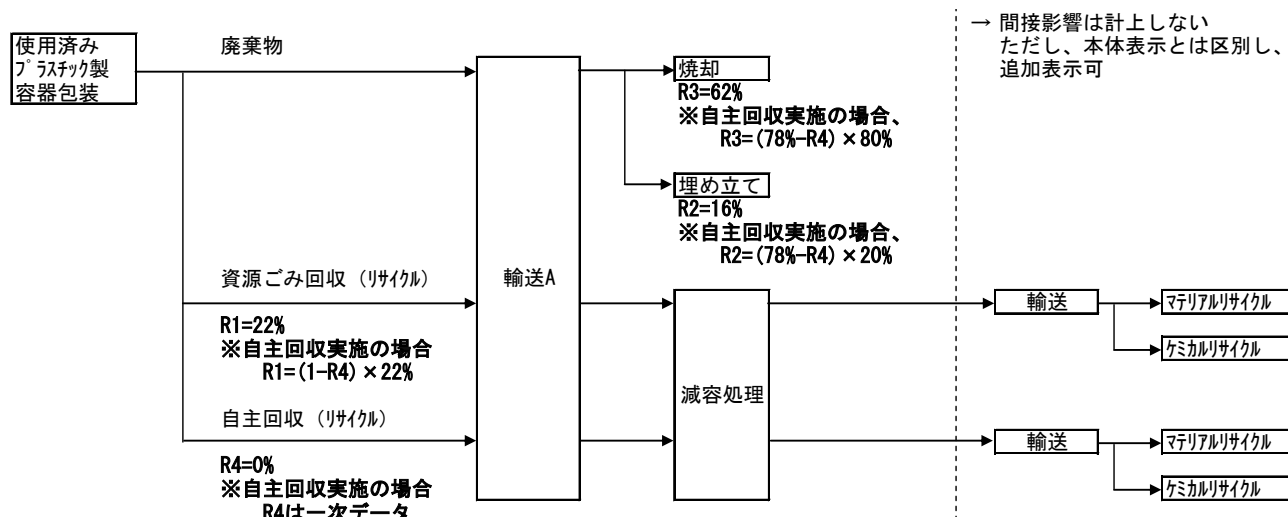 使用済み
プラスチック製
容器包装
廃棄物
資源ごみ回収（リサイクル）
R1=22%
※自主回収実施の場合
R1=(1-R4)×22%
自主回収（リサイクル）
R4=0%
※自主回収実施の場合
R4は一次データ
輸送A
焼却
R3=62%
※自主回収実施の場合、
R3=(78%-R4)×80%
埋め立て
R2=16%
※自主回収実施の場合、
R2=(78%-R4)×20%
減容処理
→ 間接影響は計上しない
ただし、本体表示とは区別し、
追加表示可
輸送
マテリアルリサイクル
ケミカルリサイクル
輸送
マテリアルリサイクル
ケミカルリサイクル